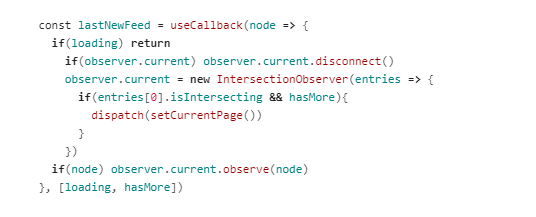 const lastNewFeed = useCallback(node => {
  if(loading) return
    if(observer.current) observer.current.disconnect()
    observer.current = new IntersectionObserver(entries => {
      if(entries[0].isIntersecting && hasMore){
        dispatch(setCurrentPage())
      }
    })
  if(node) observer.current.observe(node)
}, [loading, hasMore])